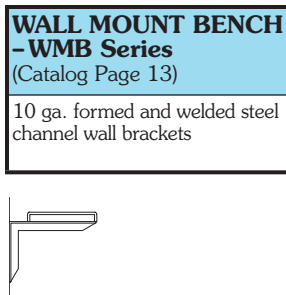 WALL MOUNT BENCH
–WMB Series
(Catalog Page 13)
10 ga. formed and welded steel
channel wall brackets